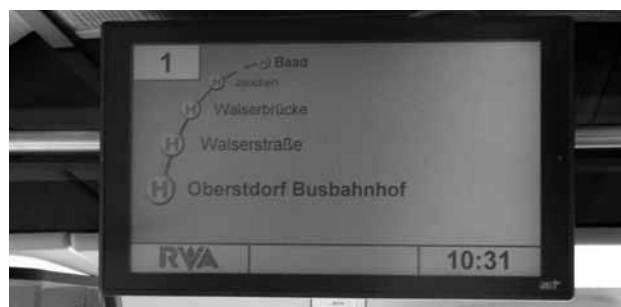 1
Baad
Walserbrücke
Walserstraße
Oberstdorf Busbahnhof
RVA
10:31